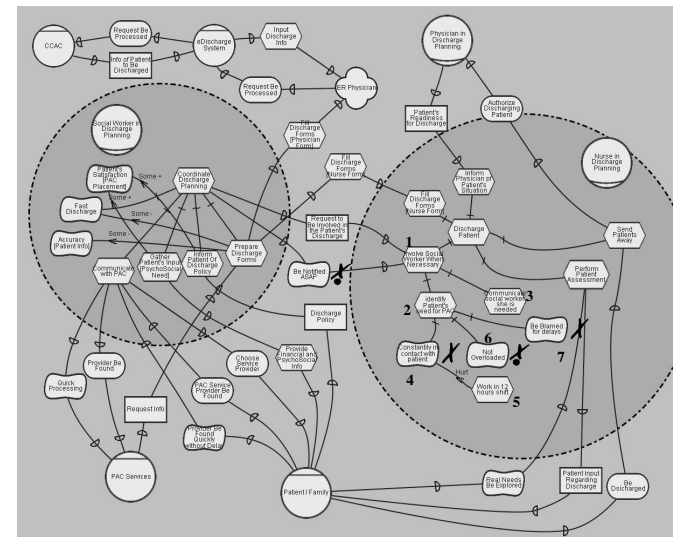 CCAC
Request Be
Processed
Info of Patient
to Be
Discharged
eDischarge
System
Input
Discharge
Info
Request Be
Processed
ER Physician
Physician in
Discharge
Planning
Patient's
Readiness
for Discharge
Authorize
Discharging
Patient
Social Worker in
Discharge
Planning
Fill
Discharge
Forms
[Physician
Form]
Fill
Discharge
Forms
[Nurse Form]
Fill
Discharge
Forms
[Nurse Form]
Inform
Physician of
Patient's
Situation
Nurse in
Discharge
Planning
Patient's
Satisfaction
[PAC
Placement]
Some +
Coordinate
Discharge
Planning
Fast
Discharge
Some +
Some -
Accuracy
[Patient Info]
Some -
Gather
Patient's Input
[PsychoSocial
Need]
Inform
Patient Of
Discharge
Policy
Prepare
Discharge
Forms
Communicate
with PAC
Request to
Be Involved in
the Patient's
Discharge
Be Notified
ASAP
Discharge
Patient
Send
Patients
Away
1
Involve Social
Worker When
Necessary
Perform
Patient
Assessment
Communicate
social worker
she is
needed
3
2
identify
Patient's
need for PAC
Be Blamed
for delays
7
6
Not
Overloaded
Constantly in
contact with
patient
4
Hurt
Work in 12
hours shift
5
Discharge
Policy
Provide
Financial and
PsychoSocial
Info
Choose
Service
Provider
PAC Service
Provider Be
Found
Provider Be
Found
Quickly
without Delay
Quick
Processing
Provider Be
Found
Request Info
PAC Services
Patient / Family
Real Needs
Be Explored
Patient Input
Regarding
Discharge
Be
Dsicharged